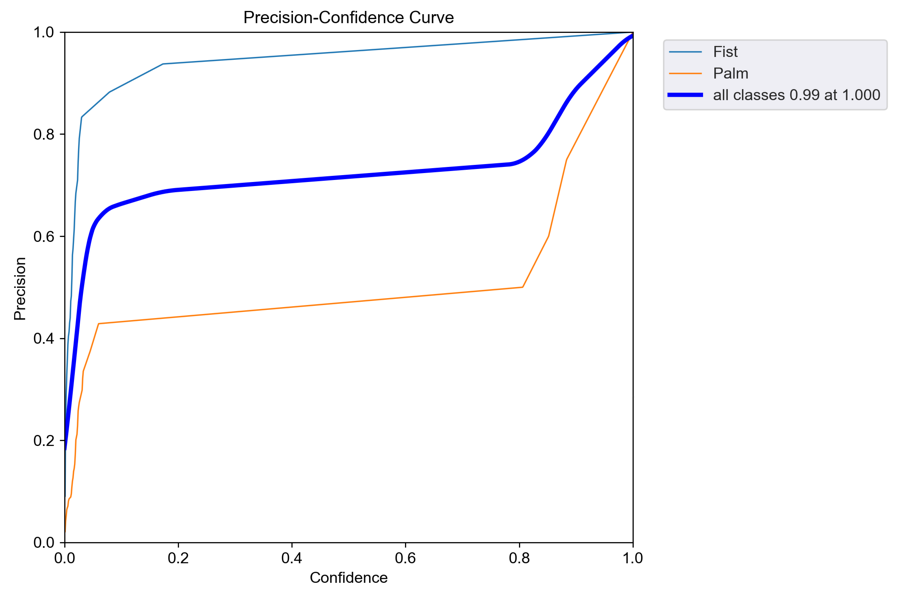 Precision-Confidence Curve
Fist
Palm
all classes 0.99 at 1.000
Precision
1.0
0.8
0.6
0.4
0.2
0.0
0.0 0.2 0.4 0.6 0.8 1.0
Confidence